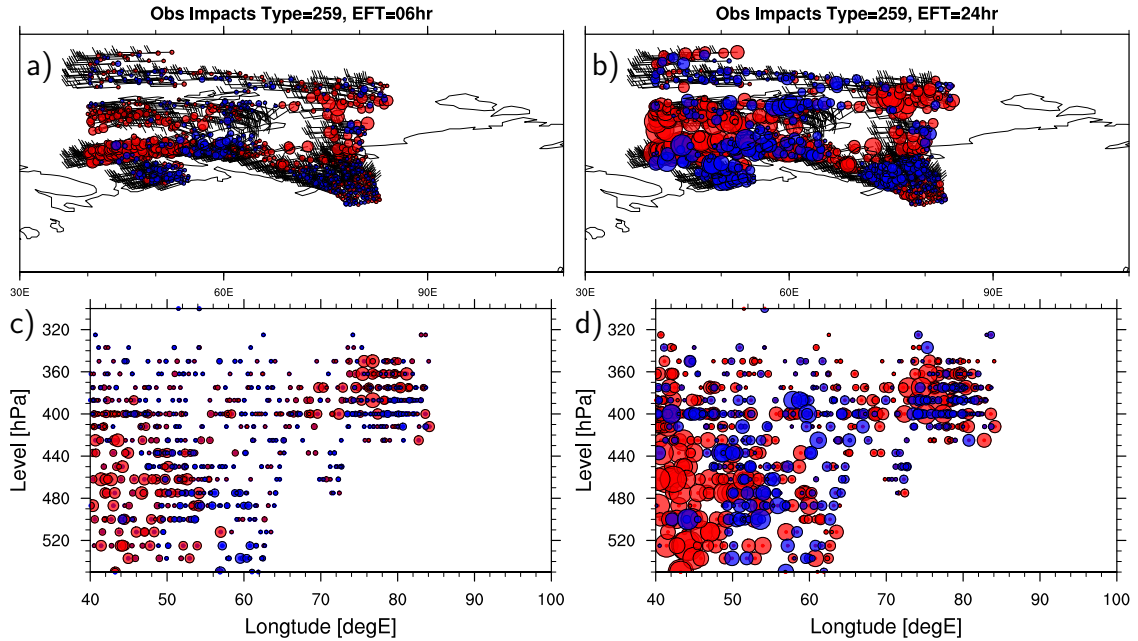 Obs Impacts Type=259, EFT=06hr
Obs Impacts Type=259, EFT=24hr
a)
b)
30E 60E 90E
30E 60E 90E
c)
d)
Level [hPa]
320
360
400
440
480
520
40 50 60 70 80 90 100
Longtude [degE]
Level [hPa]
320
360
400
440
480
520
40 50 60 70 80 90 100
Longtude [degE]